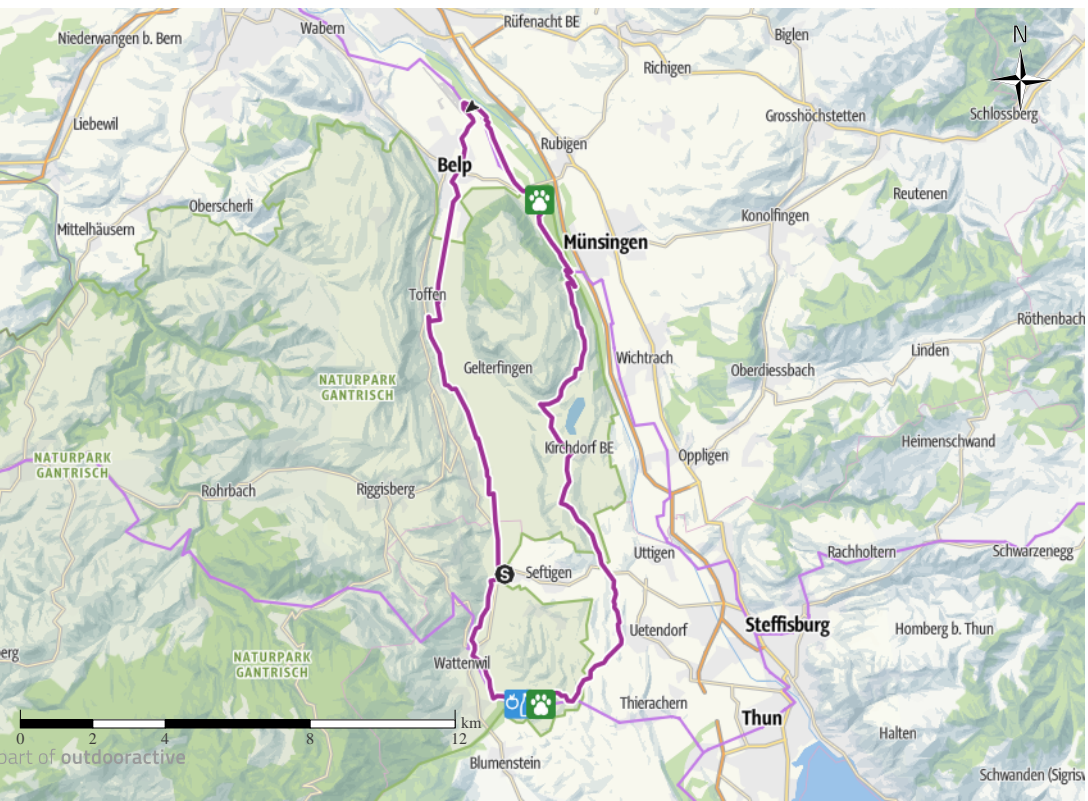 Rüfenacht BE
Wabern
Niederwangen b. Bern
Biglen
N
Richigen
Grosshöchstetten
Schlossberg
Liebewil
Rubigen
Belp
Reutenen
Oberscherli
Konolfingen
Mittelhäusern
Münsingen
Toffen
Röthenbach
Wichtrach
Linden
Gelterfingen
Oberdiessbach
NATURPARK
GANTRISCH
Heimenschwand
Kirchdorf BE
Oppligen
NATURPARK
GANTRISCH
Rohrbach
Riggisberg
Uttigen
Rachholtern
Schwarzenegg
S
Seftigen
Steffisburg
Uetendorf
Homberg b. Thun
erg
NATURPARK
GANTRISCH
Wattenwil
Thierachern
Thun
km
0 2 4 8 12
Halten
part of outdooractive
Blumenstein
Schwanden (Sigrisw